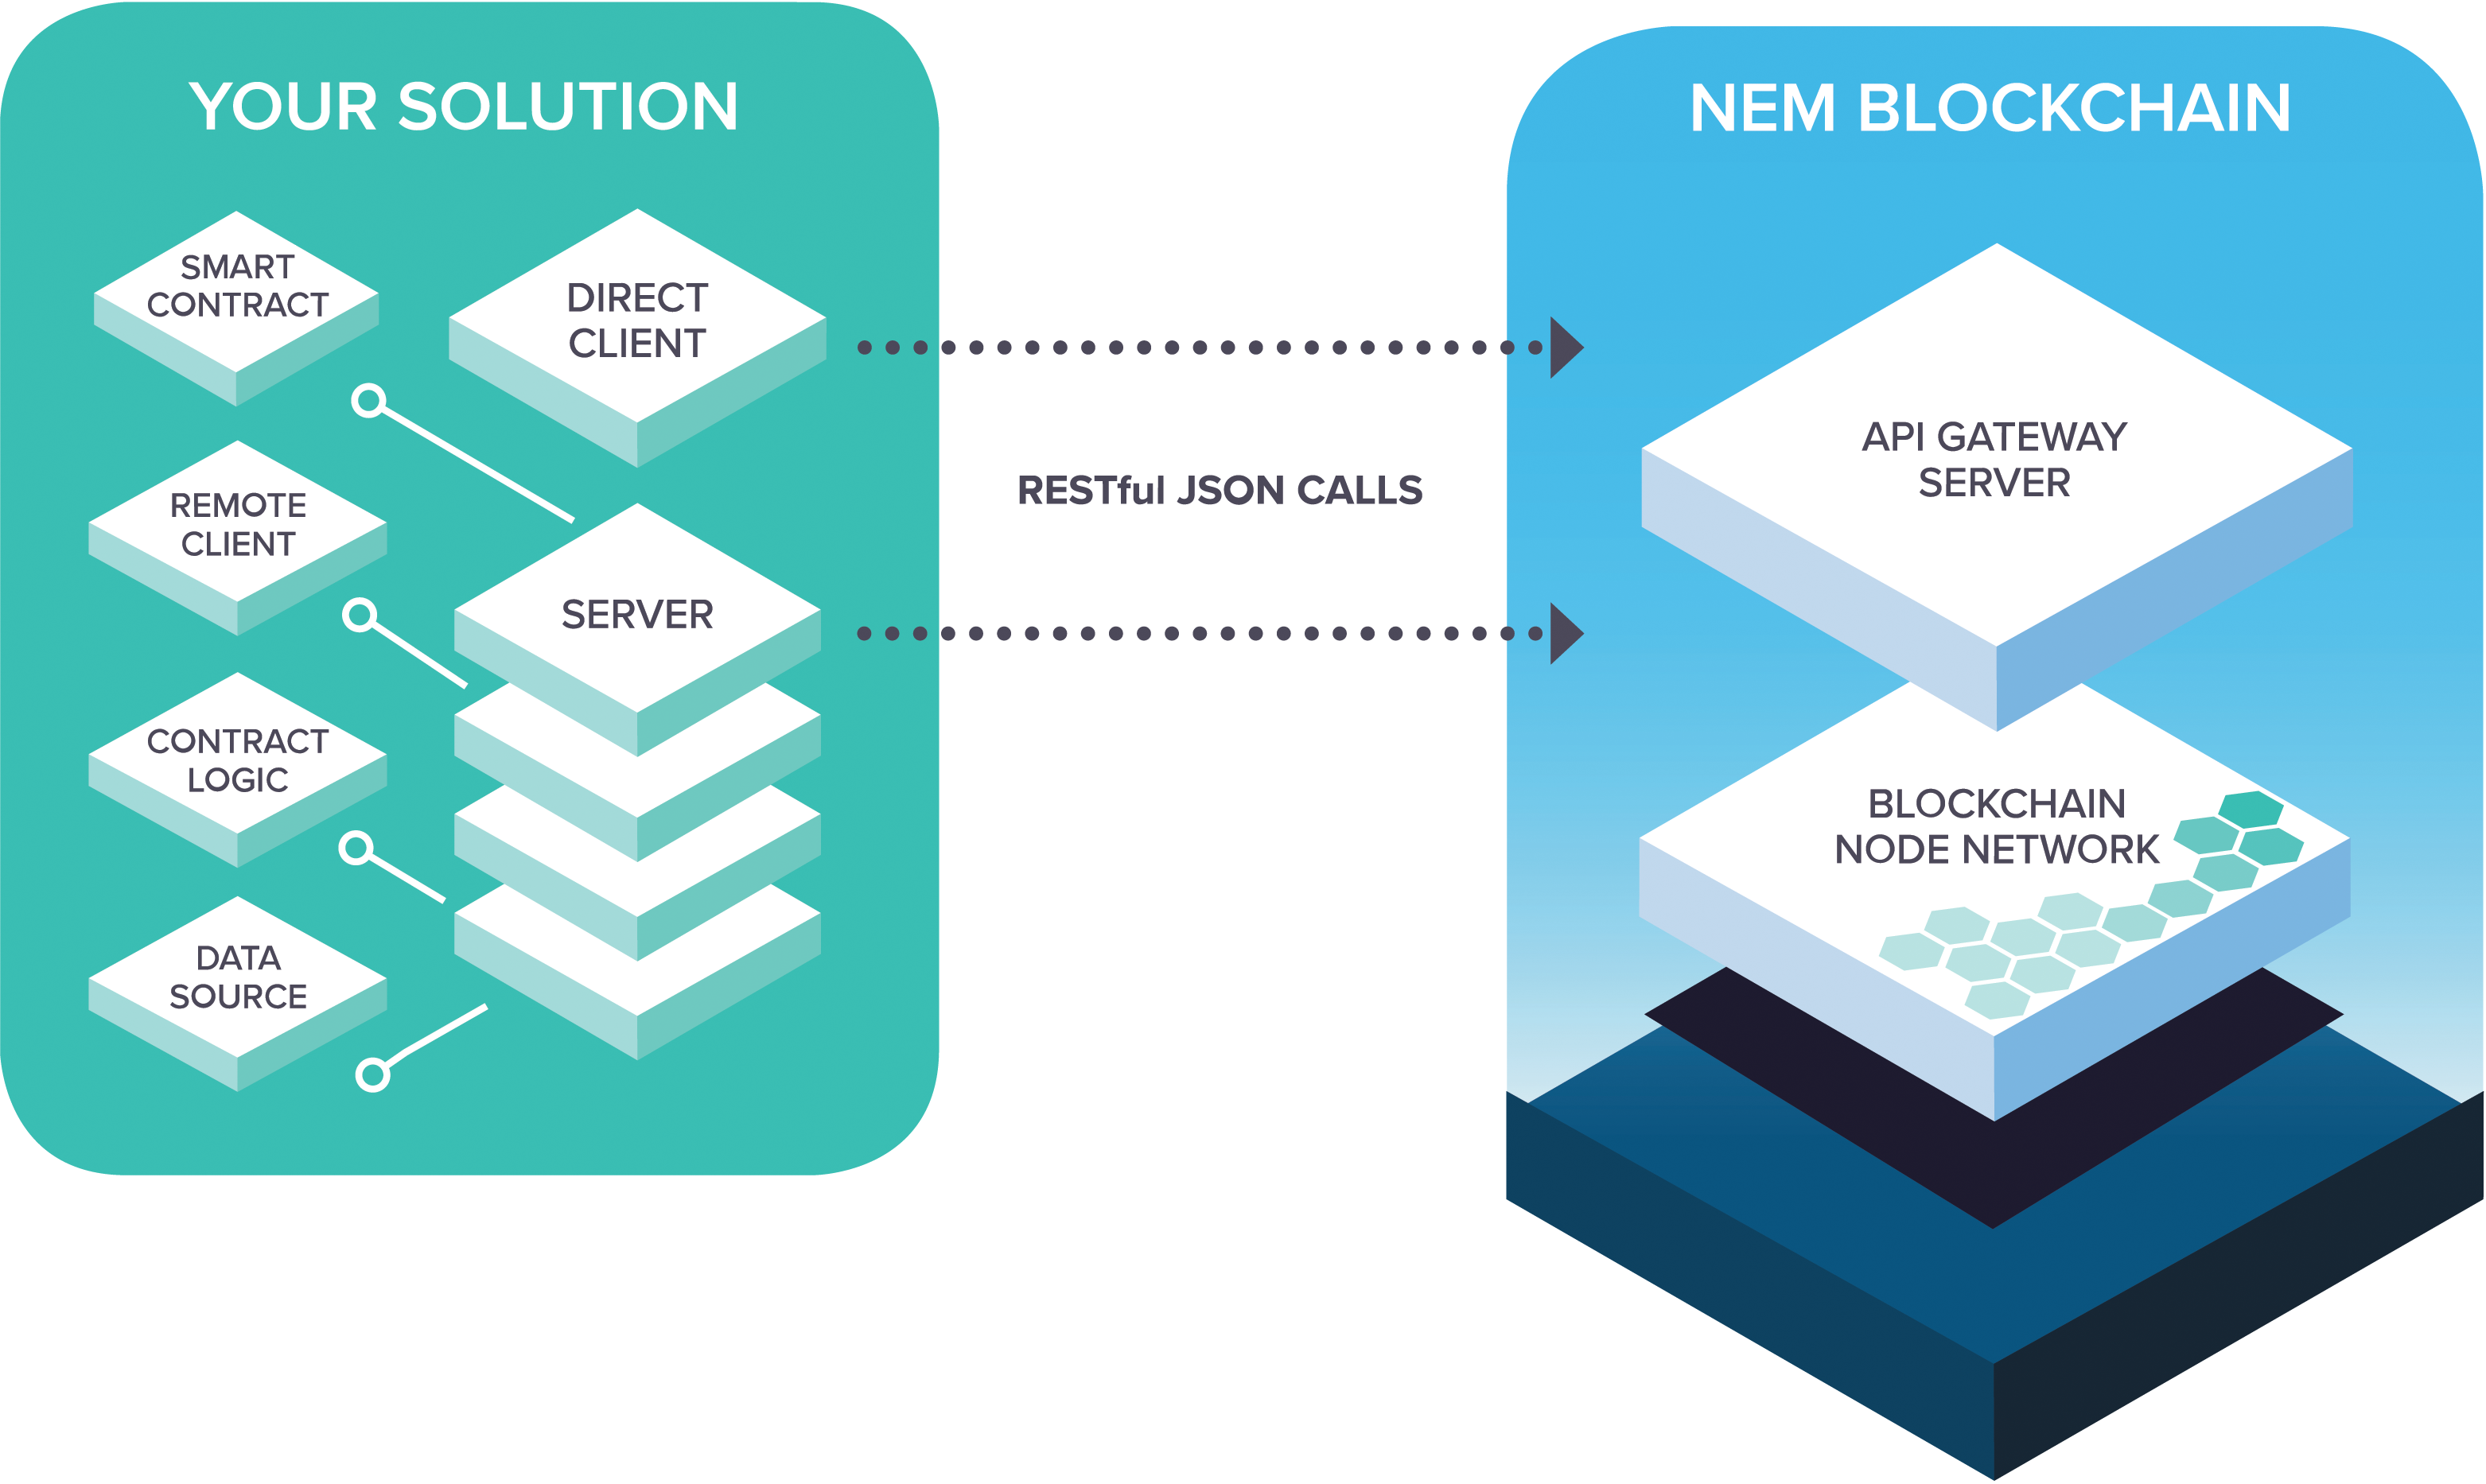 YOUR SOLUTION
SMART
CONTRACT
DIRECT
CLIENT
REMOTE
CLIENT
SERVER
CONTRACT
LOGIC
DATA
SOURCE
RESTful JSON CALLS
NEM BLOCKCHAIN
API GATEWAY
SERVER
BLOCKCHAIN
NODE NETWORK